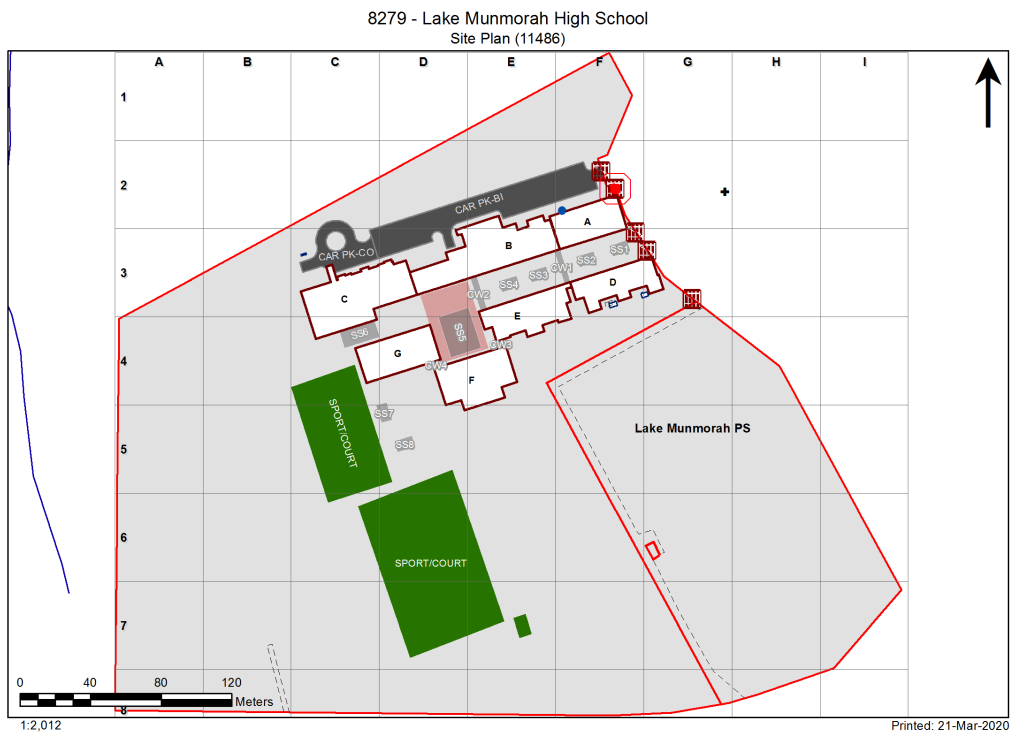 8279 - Lake Munmorah High School
Site Plan (11486)
A B C D E F G H I
1
2
CAR PK-BI
A
B
SS1
3
CAR PK-CO
CW1 SS2
SS3
SS4
D
CW2
C
E
SS6
SS5
CW3
G
4
CW4
F
SPORT/COURT
SS7
Lake Munmorah PS
SS8
5
6
SPORT/COURT
7
0 40 80 120
Meters
8
1:2,012
Printed: 21-Mar-2020